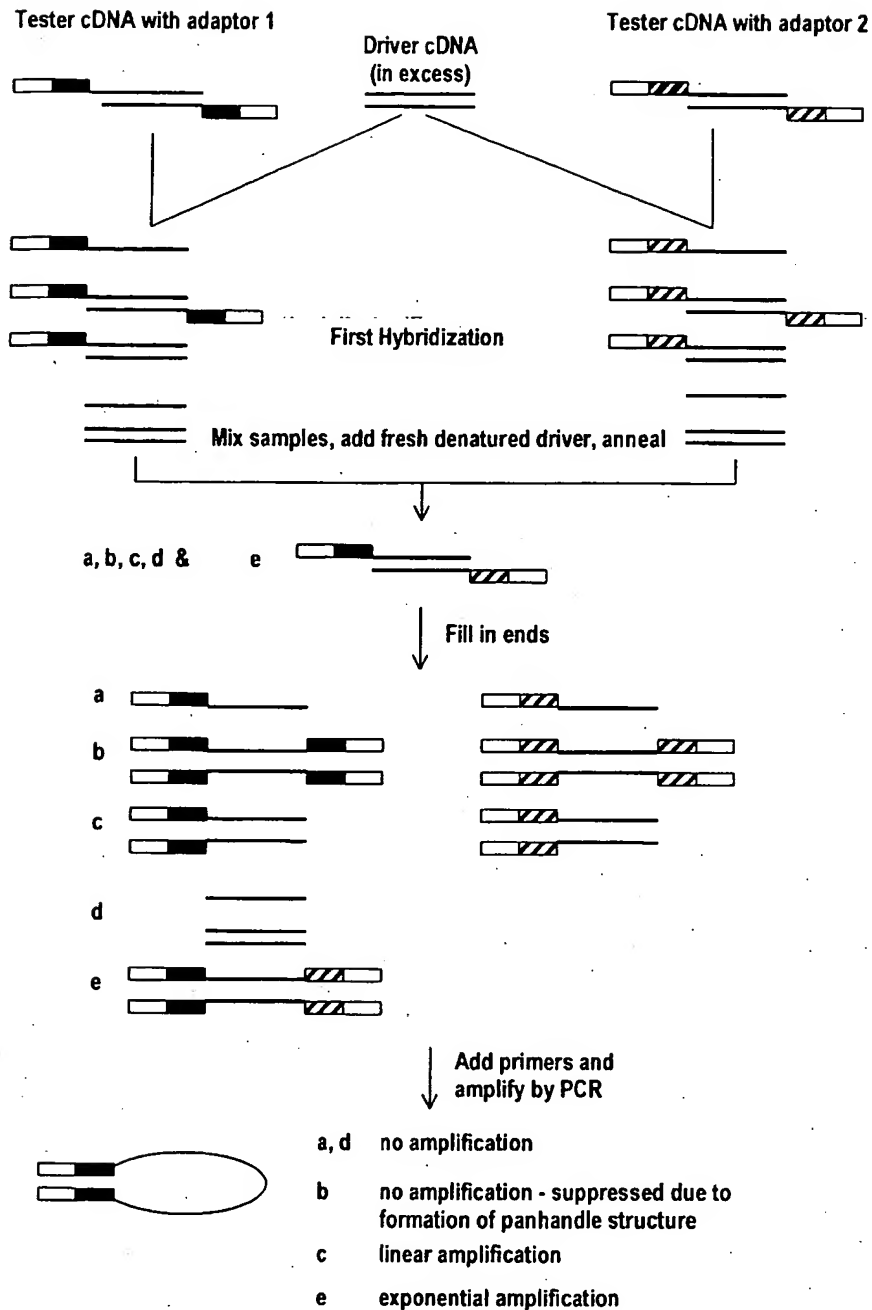 Tester cDNA with adaptor 1
Driver cDNA
(in excess)
Tester cDNA with adaptor 2
First Hybridization
Mix samples, add fresh denatured driver, anneal
a, b, c, d & e
Fill in ends
a
b
c
d
e
Add primers and
amplify by PCR
a, d no amplification
b no amplification - suppressed due to
formation of panhandle structure
c linear amplification
e exponential amplification